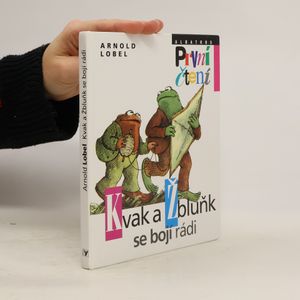 ARNOLD
LOBEL
ALBATROS
První
čtení
Kvak a Žbluňk
se bojí rádi
Arnold Lobel Kvak a Žbluňk se bojí rádi